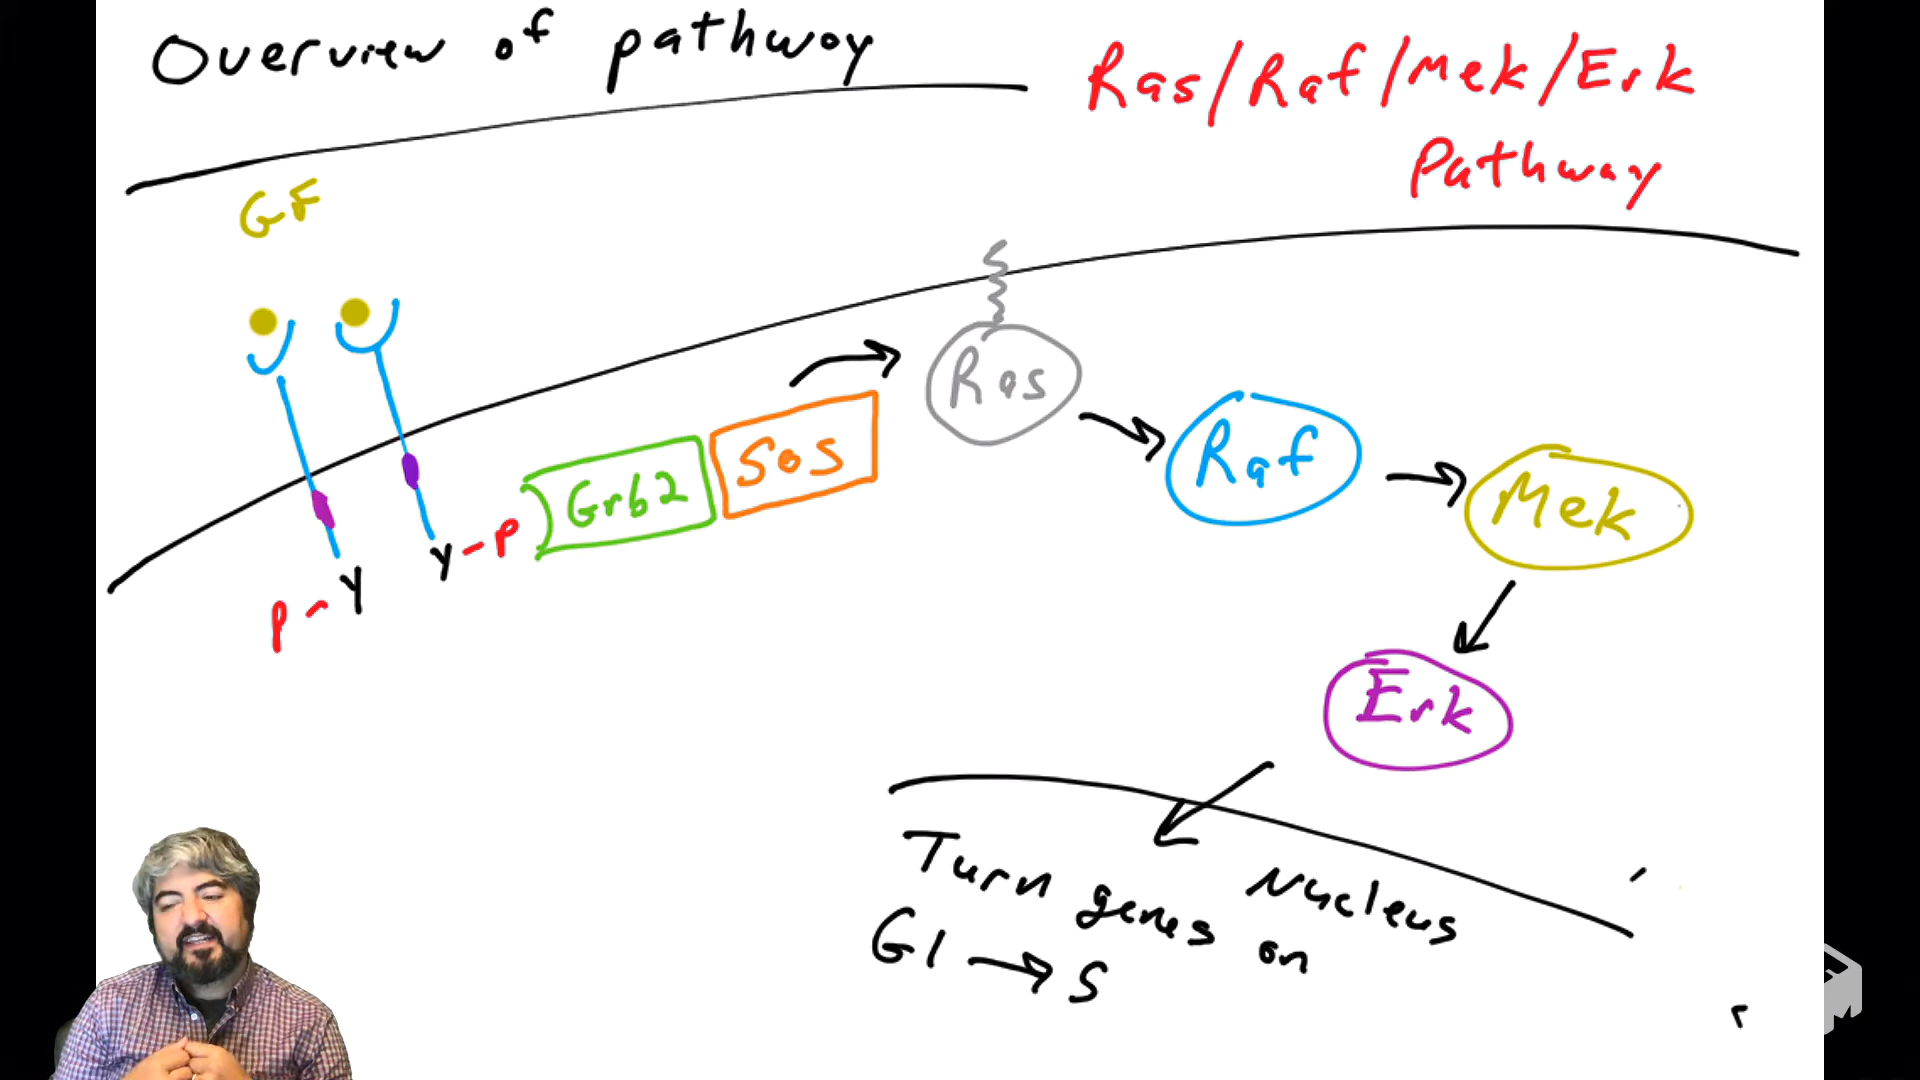 Overview of pathway
Ras/Raf/Mek/Erk
Pathway
GF
Ras
Raf
Sos
Grb2
Mek
Y-P
P-Y
Erk
Turn genes on
Nucleus
G1 → S